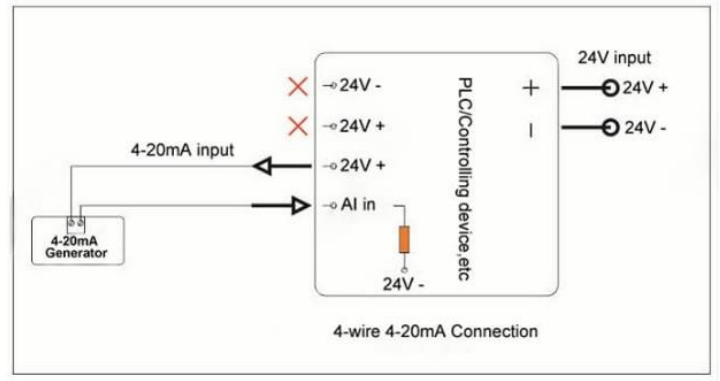 24V input
24V -
+
24V +
24V +
-
24V -
4-20mA input
24V +
AI in
PLC/Controlling device,etc
4-20mA
Generator
24V -
4-wire 4-20mA Connection